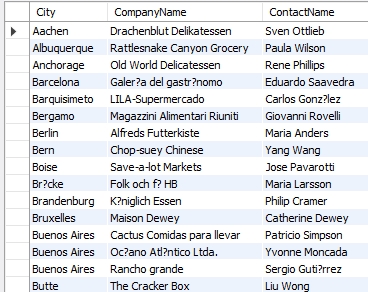 City CompanyName ContactName
Aachen Drachenblut Delikatessen Sven Ottlieb
Albuquerque Rattlesnake Canyon Grocery Paula Wilson
Anchorage Old World Delicatessen Rene Phillips
Barcelona Galer?a del gastr?nomo Eduardo Saavedra
Barquisimeto LILA-Supermercado Carlos Gonz?lez
Bergamo Magazzini Alimentari Riuniti Giovanni Rovelli
Berlin Alfreds Futterkiste Maria Anders
Bern Chop-suey Chinese Yang Wang
Boise Save-a-lot Markets Jose Pavarotti
Br?cke Folk och f? HB Maria Larsson
Brandenburg K?niglich Essen Philip Cramer
Bruxelles Maison Dewey Catherine Dewey
Buenos Aires Cactus Comidas para llevar Patricio Simpson
Buenos Aires Oc?ano Atl?ntico Ltda. Yvonne Moncada
Buenos Aires Rancho grande Sergio Guti?rrez
Butte The Cracker Box Liu Wong